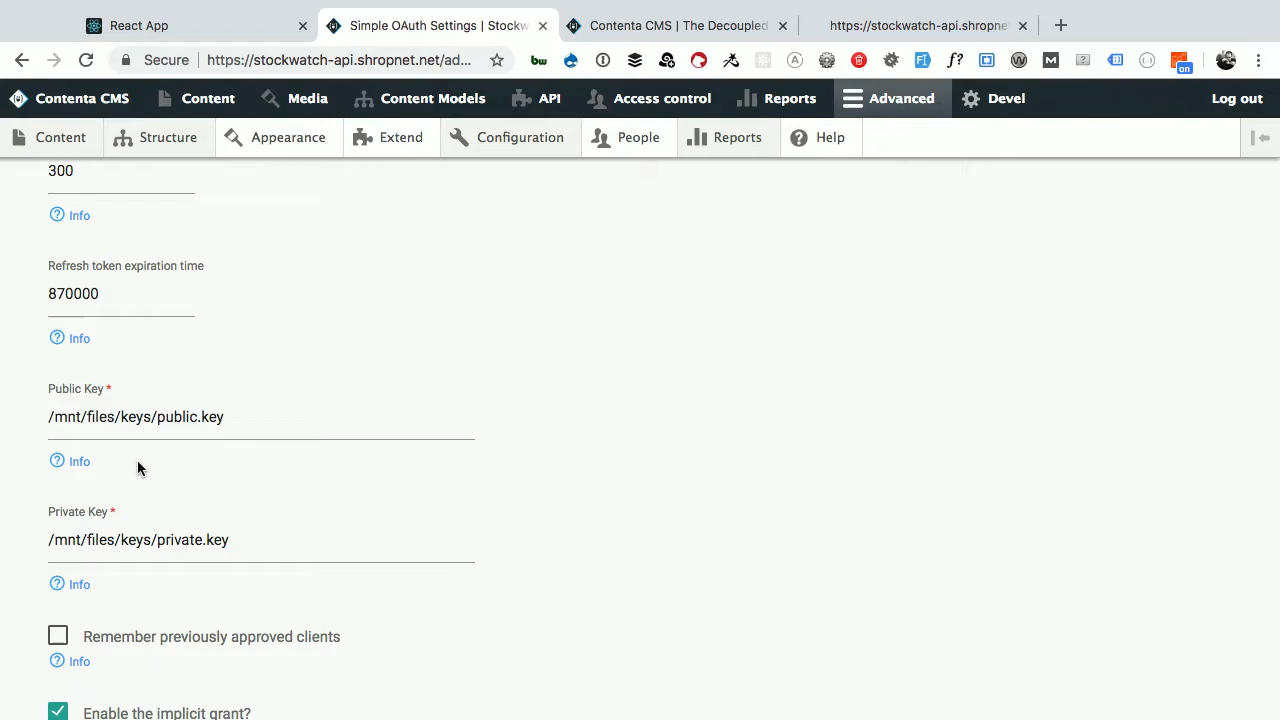 React App
Simple OAuth Settings | Stockw
Contenta CMS | The Decoupled
https://stockwatch-api.shropnet
Secure
https://stockwatch-api.shropnet.net/ad...
on
Contenta CMS
Content
Media
Content Models
API
Access control
Reports
Advanced
Devel
Log out
Content
Structure
Appearance
Extend
Configuration
People
Reports
Help
300
Info
Refresh token expiration time
870000
Info
Public Key *
/mnt/files/keys/public.key
Info
Private Key *
/mnt/files/keys/private.key
Info
Remember previously approved clients
Info
Enable the implicit grant?